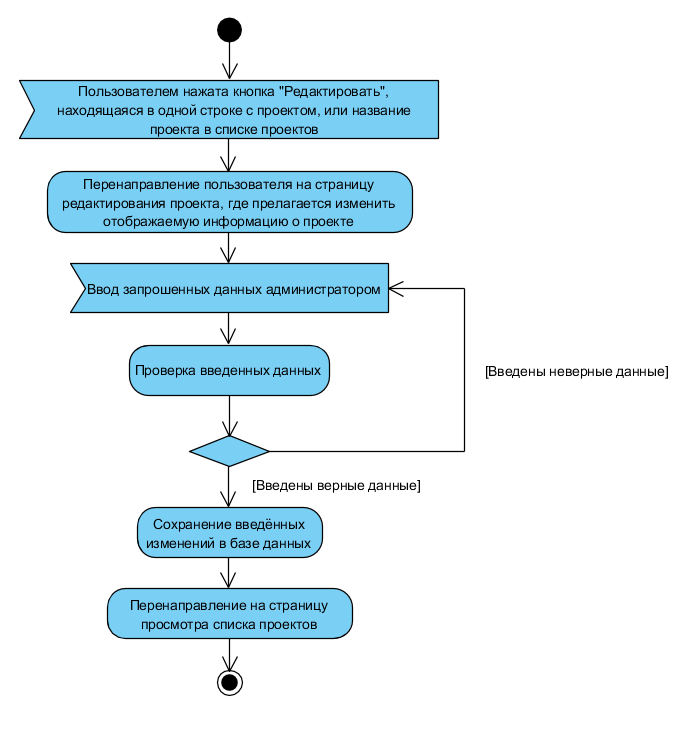 Пользователем нажата кнопка "Редактировать",
находящаяся в одной строке с проектом, или название
проекта в списке проектов
Перенаправление пользователя на страницу
редактирования проекта, где прелагается изменить
отображаемую информацию о проекте
Ввод запрошенных данных администратором
Проверка введенных данных
[Введены неверные данные]
[Введены верные данные]
Сохранение введённых
изменений в базе данных
Перенаправление на страницу
просмотра списка проектов